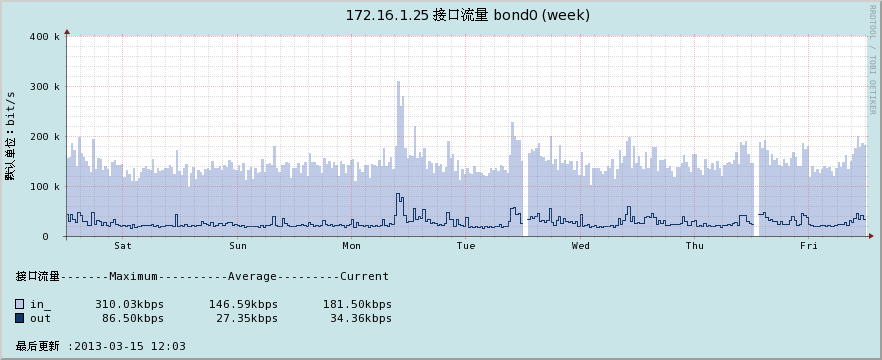 172.16.1.25 接口流量 bond0 (week)
RRDTOOL / TOBI OETIKER
默认单位：bit/s
400 k
300 k
200 k
100 k
0
Sat Sun Mon Tue Wed Thu Fri
接口流量-------Maximum----------Average---------Current
in_ 310.03kbps 146.59kbps 181.50kbps
out 86.50kbps 27.35kbps 34.36kbps
最后更新 :2013-03-15 12:03